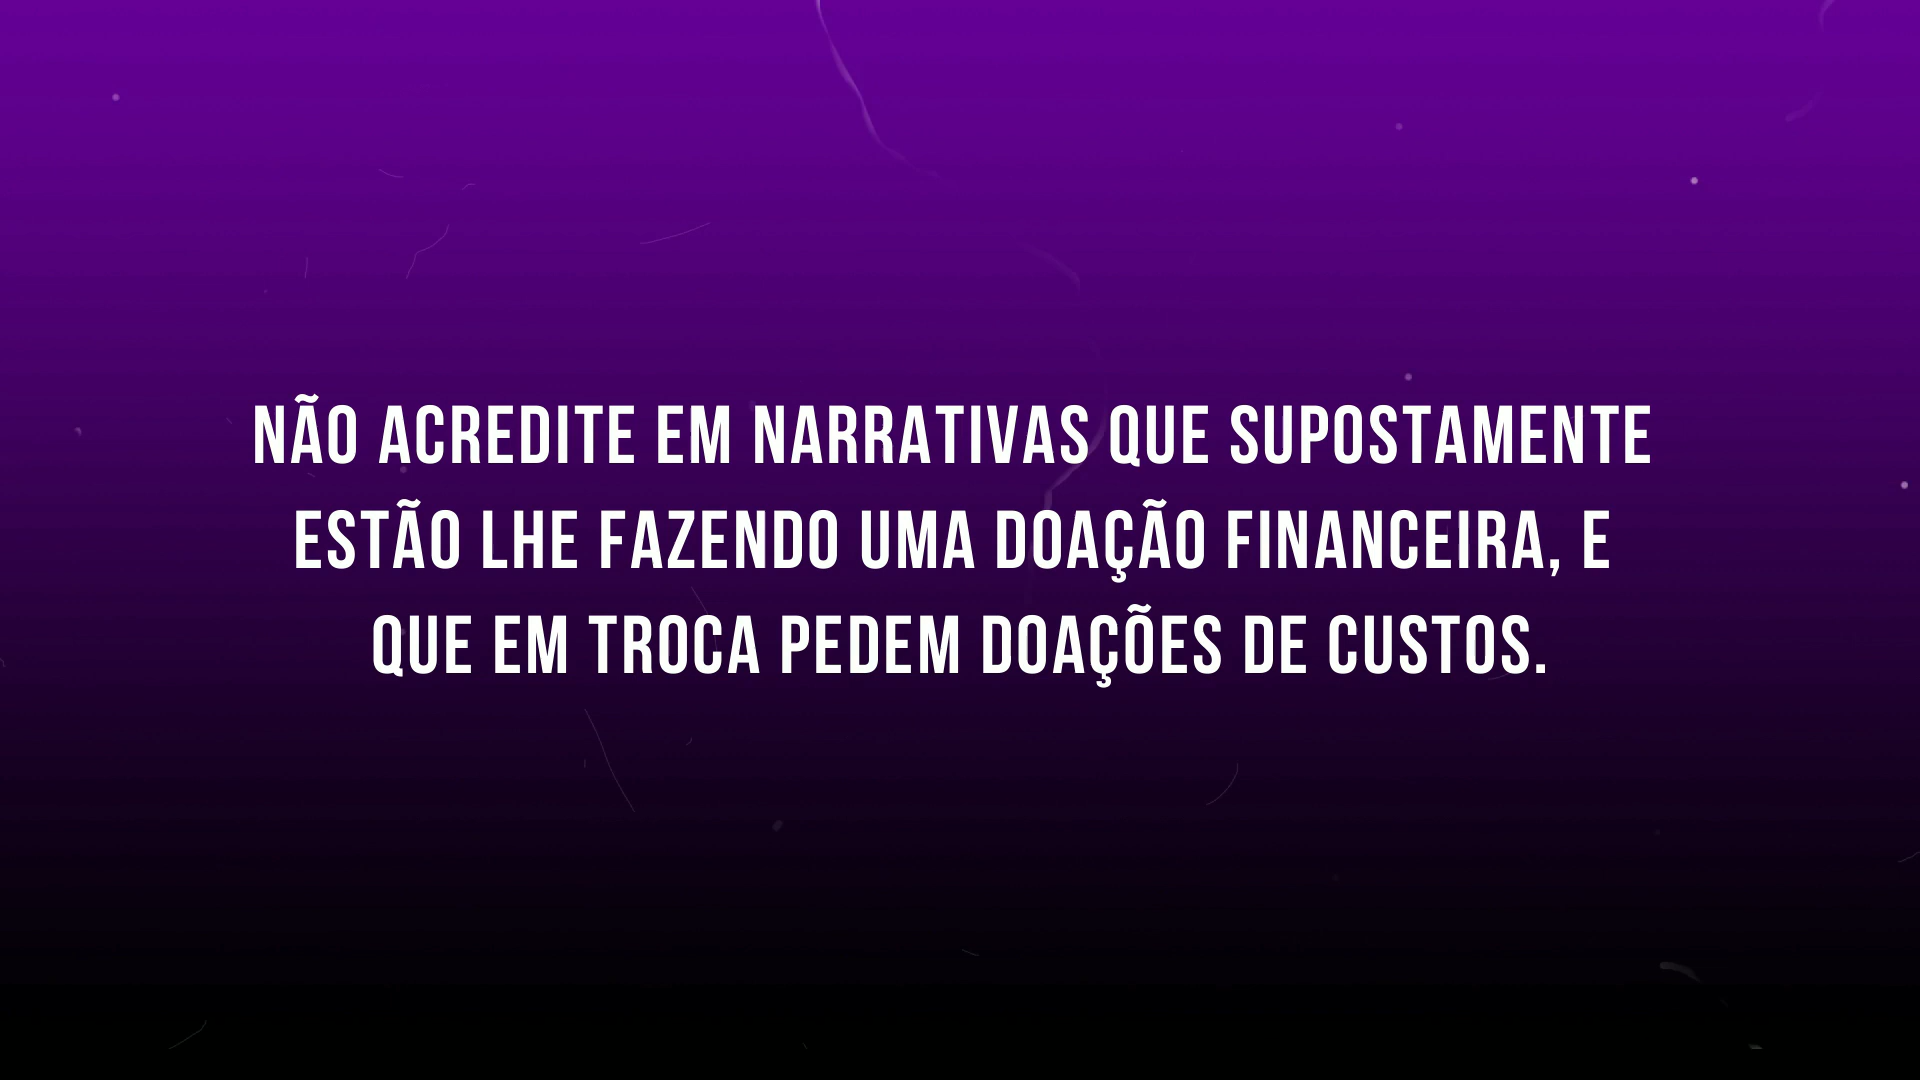 NÃO ACREDITE EM NARRATIVAS QUE SUPOSTAMENTE
ESTÃO LHE FAZENDO UMA DOAÇÃO FINANCEIRA, E
QUE EM TROCA PEDEM DOAÇÕES DE CUSTOS.